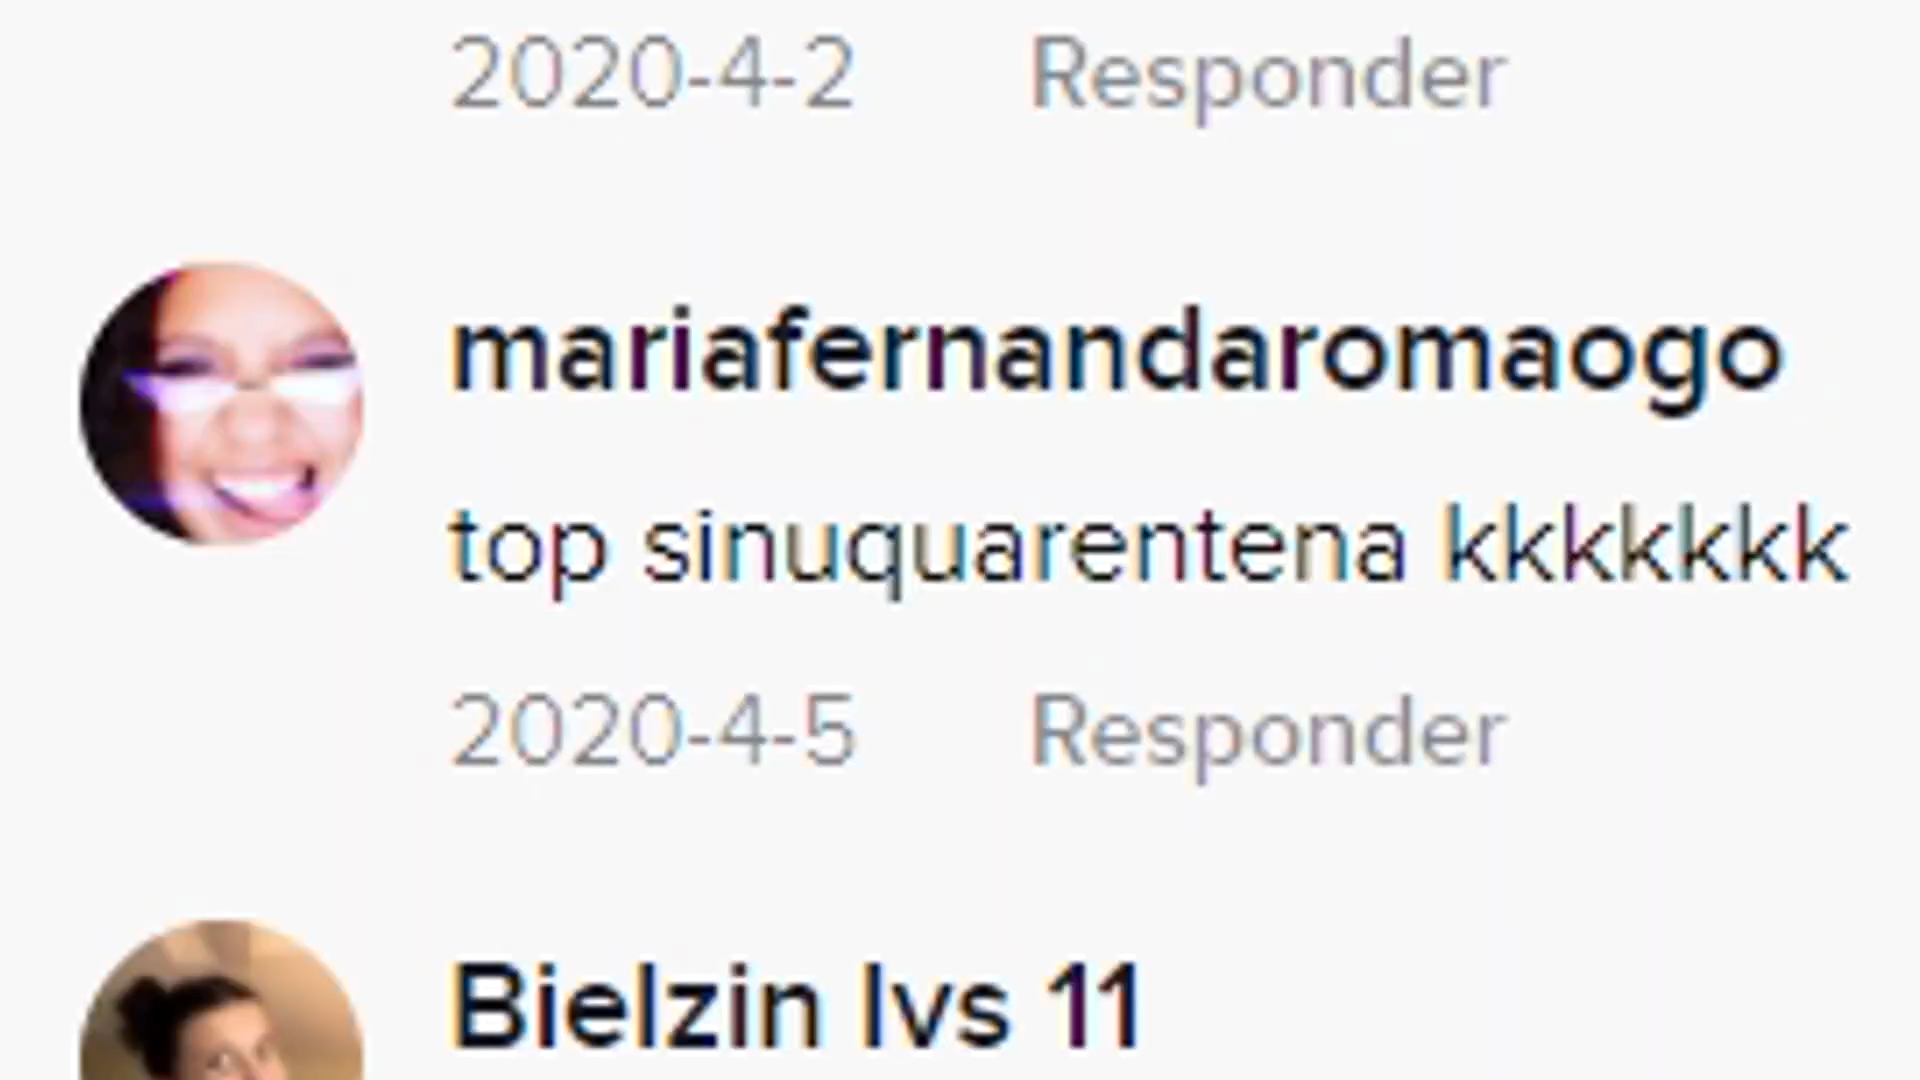 2020-4-2 Responder
mariafernandaromaogo
top sinuquarentena kkkkkkk
2020-4-5 Responder
Bielzin lvs 11